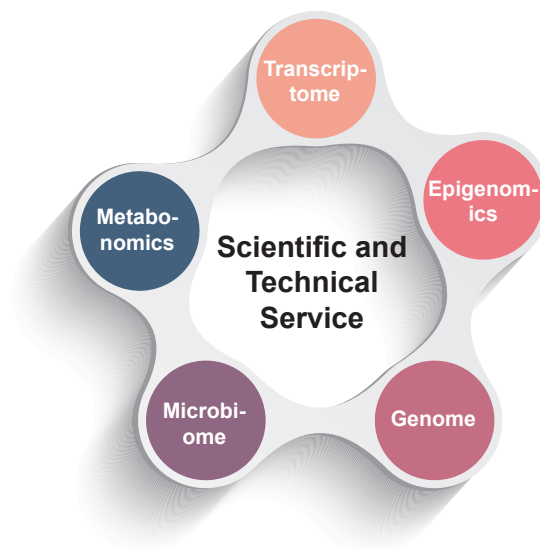 Transcrip-
tome
Epigenom-
ics
Metabo-
nomics
Scientific and
Technical
Service
Microbi-
ome
Genome